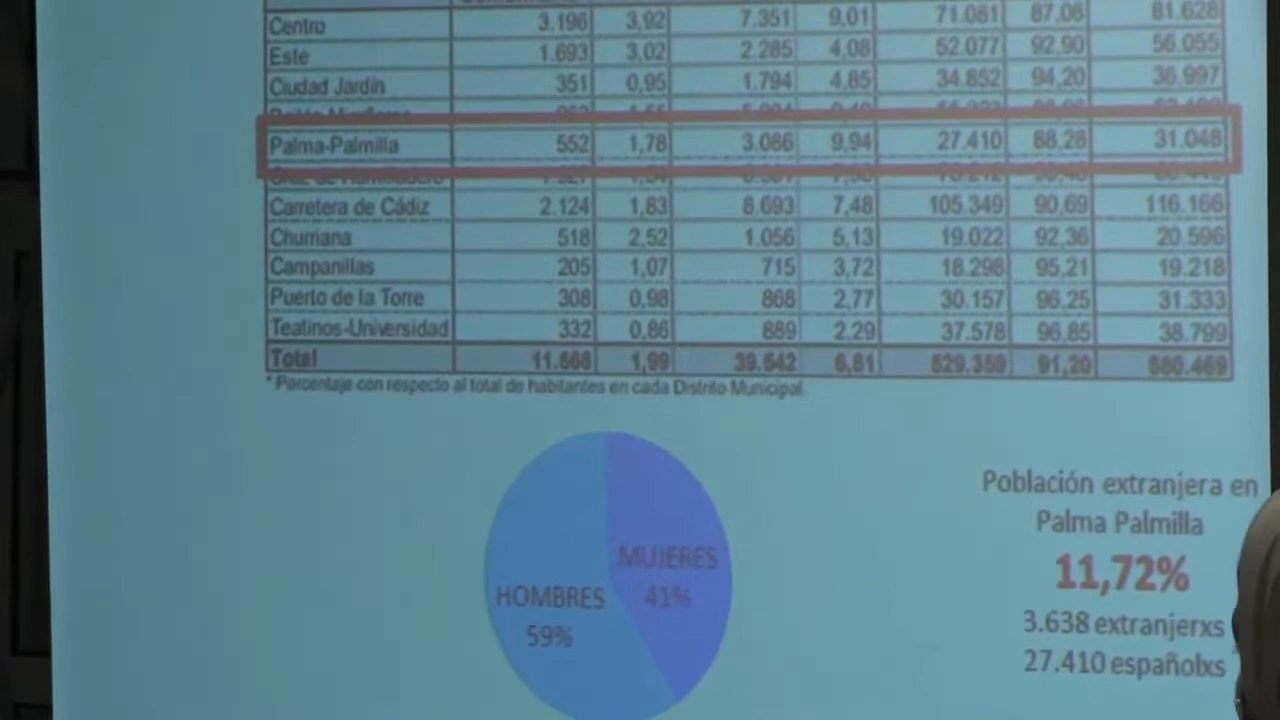 Centro 3.196 3,92 7.351 9,01 71.081 87,08 81.628
Este 1.693 3,02 2.285 4,08 52.077 92,90 56.055
Ciudad Jardín 351 0,95 1.794 4,85 34.852 94,20 36.997
Palma-Palmilla 552 1,78 3.086 9,94 27.410 88,28 31.048
Carretera de Cádiz 2.124 1,83 8.693 7,48 105.349 90,69 116.166
Churriana 518 2,52 1.056 5,13 19.022 92,36 20.596
Campanillas 205 1,07 715 3,72 18.298 95,21 19.218
Puerto de la Torre 308 0,98 868 2,77 30.157 96,25 31.333
Teatinos-Universidad 332 0,86 889 2.29 37.578 96,85 38.799
Total 11.668 1,99 39.642 6,81 529.359 91,20 580.469
* Porcentaje con respecto al total de habitantes en cada Distrito Municipal.
MUJERES
41%
HOMBRES
59%
Población extranjera en
Palma Palmilla
11,72%
3.638 extranjerxs
27.410 españolxs